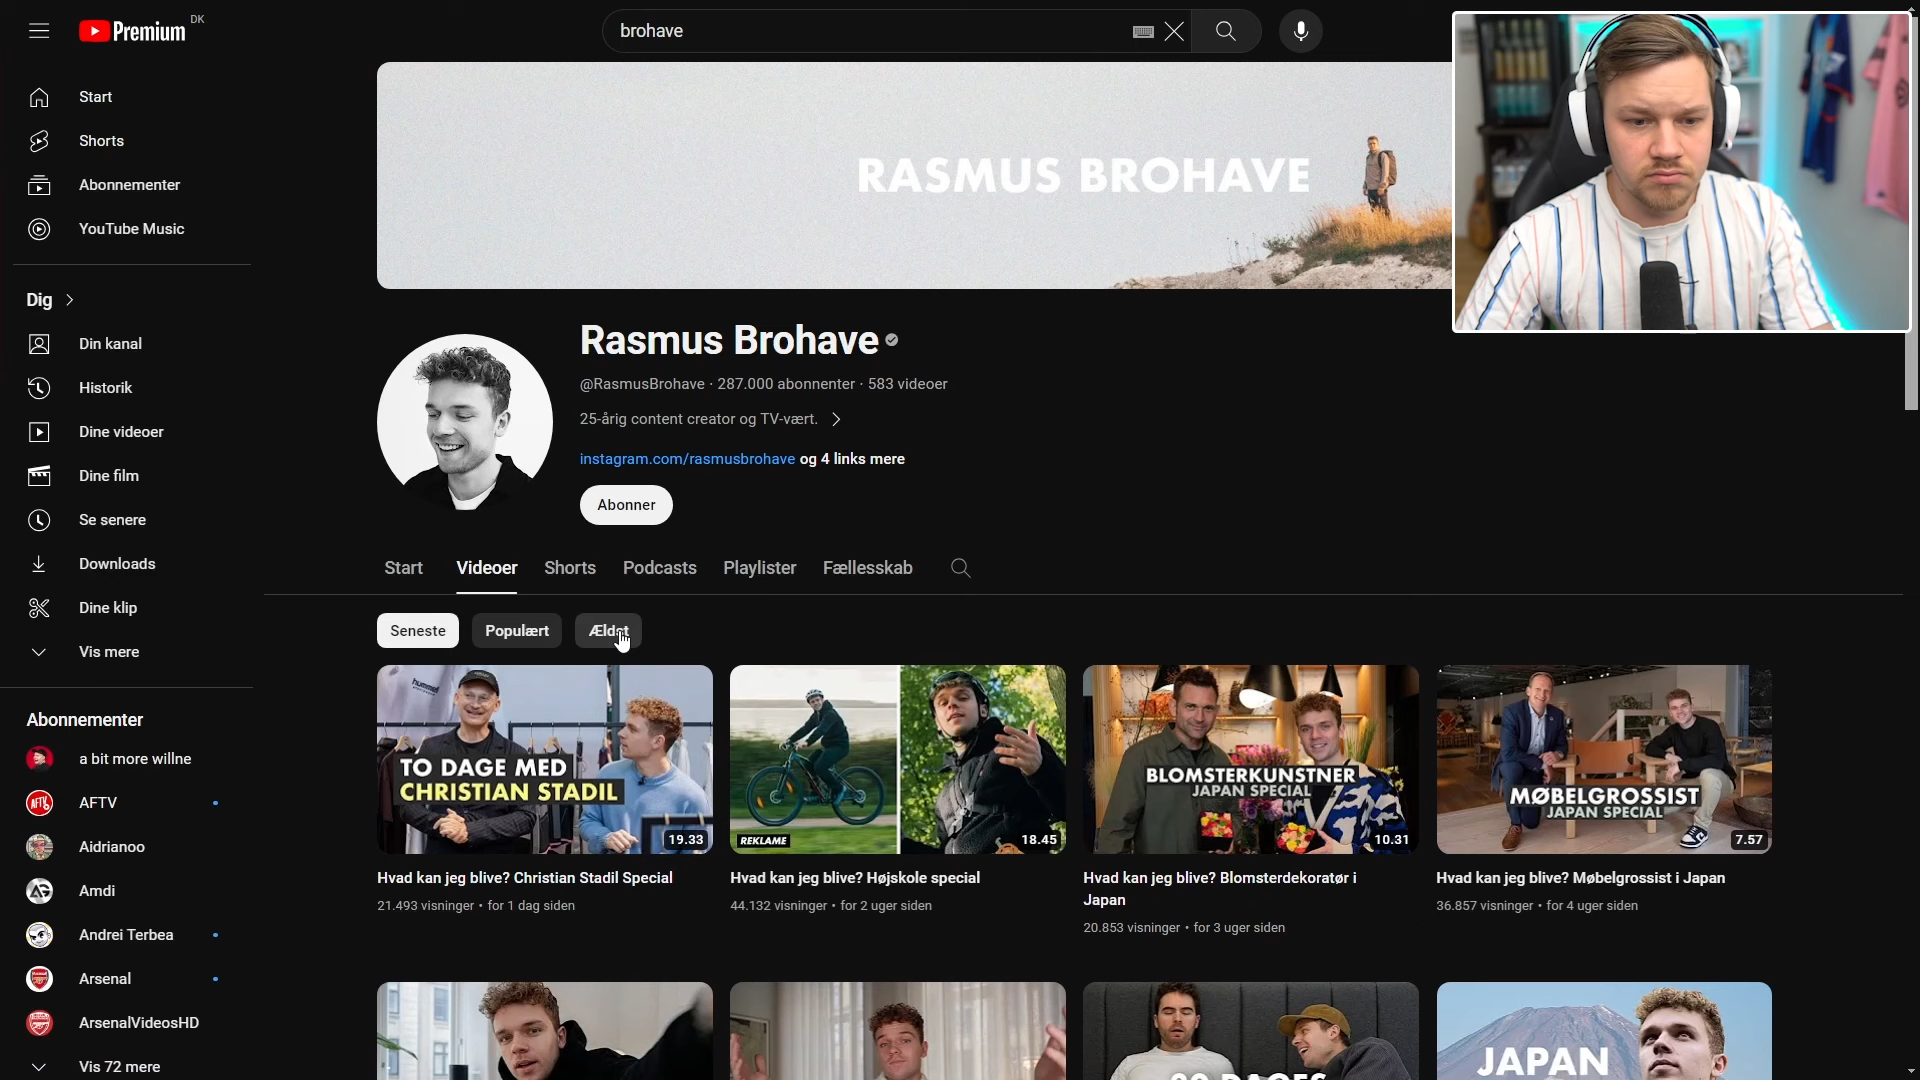 Premium DK
brohave
Start
Shorts
Abonnementer
YouTube Music
Dig
Din kanal
Historik
Dine videoer
Dine film
Se senere
Downloads
Dine klip
Vis mere
Abonnementer
a bit more willne
AFTV
Aidrianoo
Amdi
Andrei Terbea
Arsenal
ArsenalVideosHD
Vis 72 mere
RASMUS BROHAVE
Rasmus Brohave
@RasmusBrohave · 287.000 abonnenter · 583 videoer
25-årig content creator og TV-vært.
instagram.com/rasmusbrohave og 4 links mere
Abonner
Start Videoer Shorts Podcasts Playlister Fællesskab
Seneste Populært Ældst
hummel
TO DAGE MED
CHRISTIAN STADIL
19.33
Hvad kan jeg blive? Christian Stadil Special
21.493 visninger • for 1 dag siden
REKLAME
18.45
Hvad kan jeg blive? Højskole special
44.132 visninger • for 2 uger siden
BLOMSTERKUNSTNER
JAPAN SPECIAL
10.31
Hvad kan jeg blive? Blomsterdekoratør i
Japan
20.853 visninger • for 3 uger siden
MØBELGROSSIST
JAPAN SPECIAL
7.57
Hvad kan jeg blive? Møbelgrossist i Japan
36.857 visninger • for 4 uger siden
JAPAN